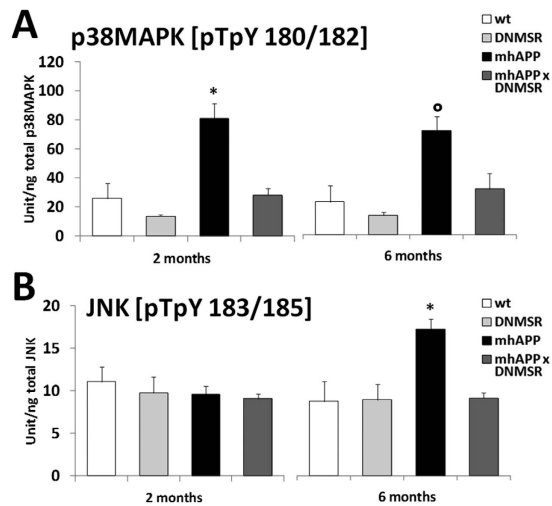 A
p38MAPK [pTpY 180/182]
wt
DNMSR
mhAPP
mhAPP x
DNMSR
Unit/ng total p38MAPK
120
100
80
60
40
20
0
*
o
2 months
6 months
B
JNK [pTpY 183/185]
wt
DNMSR
mhAPP
mhAPP x
DNMSR
Unit/ng total JNK
20
15
10
5
0
*
2 months
6 months